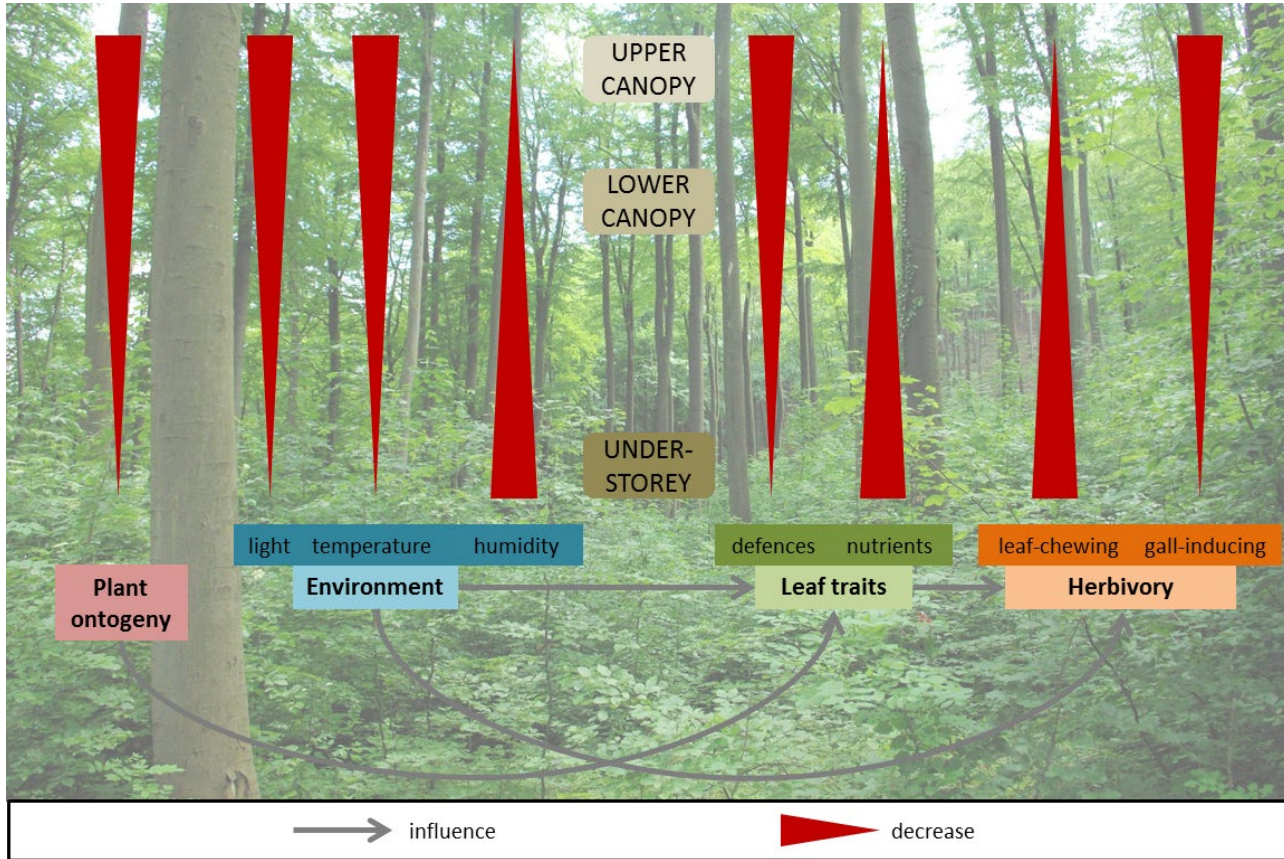 UPPER
CANOPY
LOWER
CANOPY
UNDER-
STOREY
light temperature humidity
defences nutrients
leaf-chewing gall-inducing
Plant
ontogeny
Environment
Leaf traits
Herbivory
influence
decrease